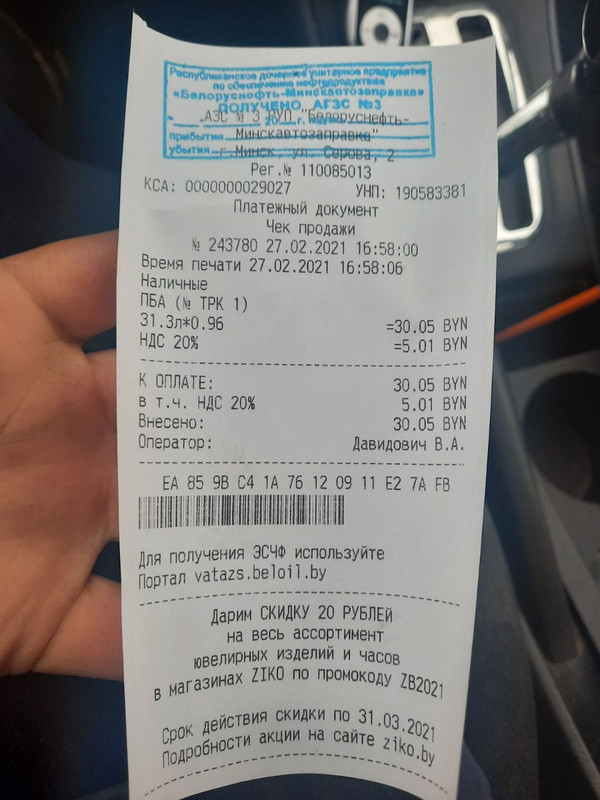 Республиканское дочернее унитарное предприятие
по обеспечению нефтепродуктами
«Белоруснефть-Минскавтозаправка»
ПОЛУЧЕНО, АГЗС №3
АЗС № 3 РУП "Белоруснефть-
20 г.
прибытия
Минскавтозаправка"
убытия
г.Минск, ул. Серова, 2
Рег.№ 110085013
КСА: 0000000029027 УНП: 190583381
Платежный документ
Чек продажи
№ 243780 27.02.2021 16:58:00
Время печати 27.02.2021 16:58:06
Наличные
ПБА (№ ТРК 1)
31.3л*0.96 =30.05 BYN
НДС 20% =5.01 BYN
К ОПЛАТЕ: 30.05 BYN
в т.ч. НДС 20% 5.01 BYN
Внесено: 30.05 BYN
Оператор: Давидович В.А.
EA 85 9B C4 1A 76 12 09 11 E2 7A FB
Для получения ЭСЧФ используйте
Портал vatazs.beloil.by
Дарим СКИДКУ 20 РУБЛЕЙ
на весь ассортимент
ювелирных изделий и часов
в магазинах ZIKO по промокоду ZB2021
Срок действия скидки по 31.03.2021
Подробности акции на сайте ziko.by